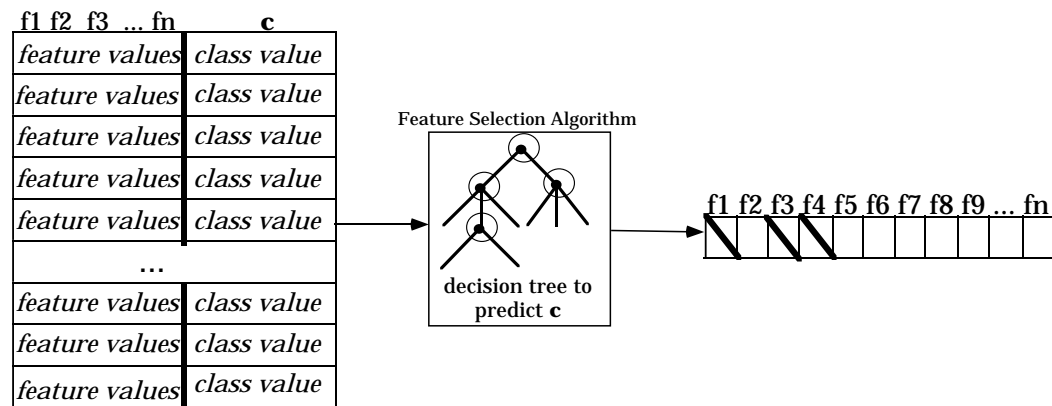 f1 f2 f3 ... fn c
feature values class value
feature values class value
feature values class value
feature values class value
feature values class value
...
feature values class value
feature values class value
feature values class value
Feature Selection Algorithm
decision tree to
predict c
f1 f2 f3 f4 f5 f6 f7 f8 f9 ... fn